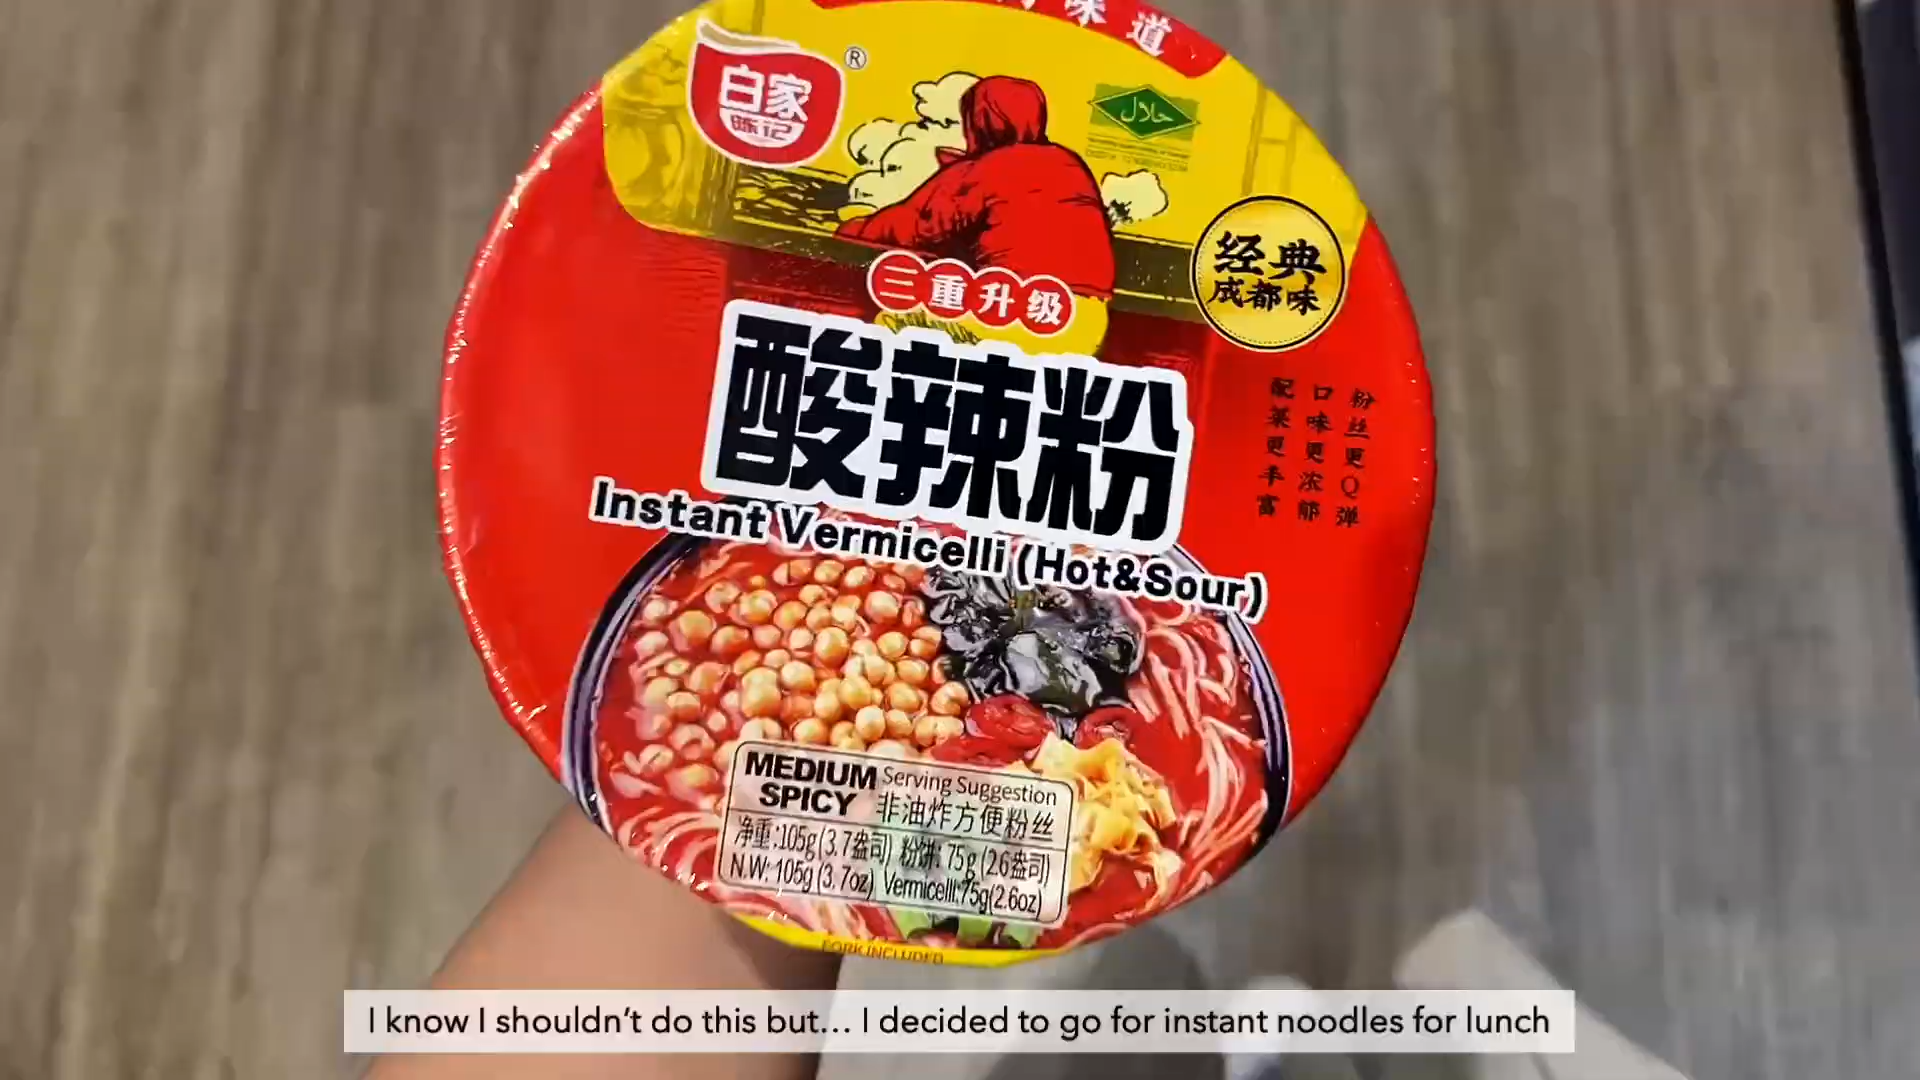 味道
白家
陈记
®
حلال
经典
成都味
三重升级
酸辣粉
Instant Vermicelli (Hot&Sour)
粉丝更Q弹
口味更浓郁
配菜更丰富
MEDIUM
SPICY
Serving Suggestion
非油炸方便粉丝
净重:105g(3.7盎司) 粉饼:75g(2.6盎司)
N.W:105g(3.7oz) Vermicelli:75g(2.6oz)
FORK INCLUDED
I know I shouldn't do this but... I decided to go for instant noodles for lunch